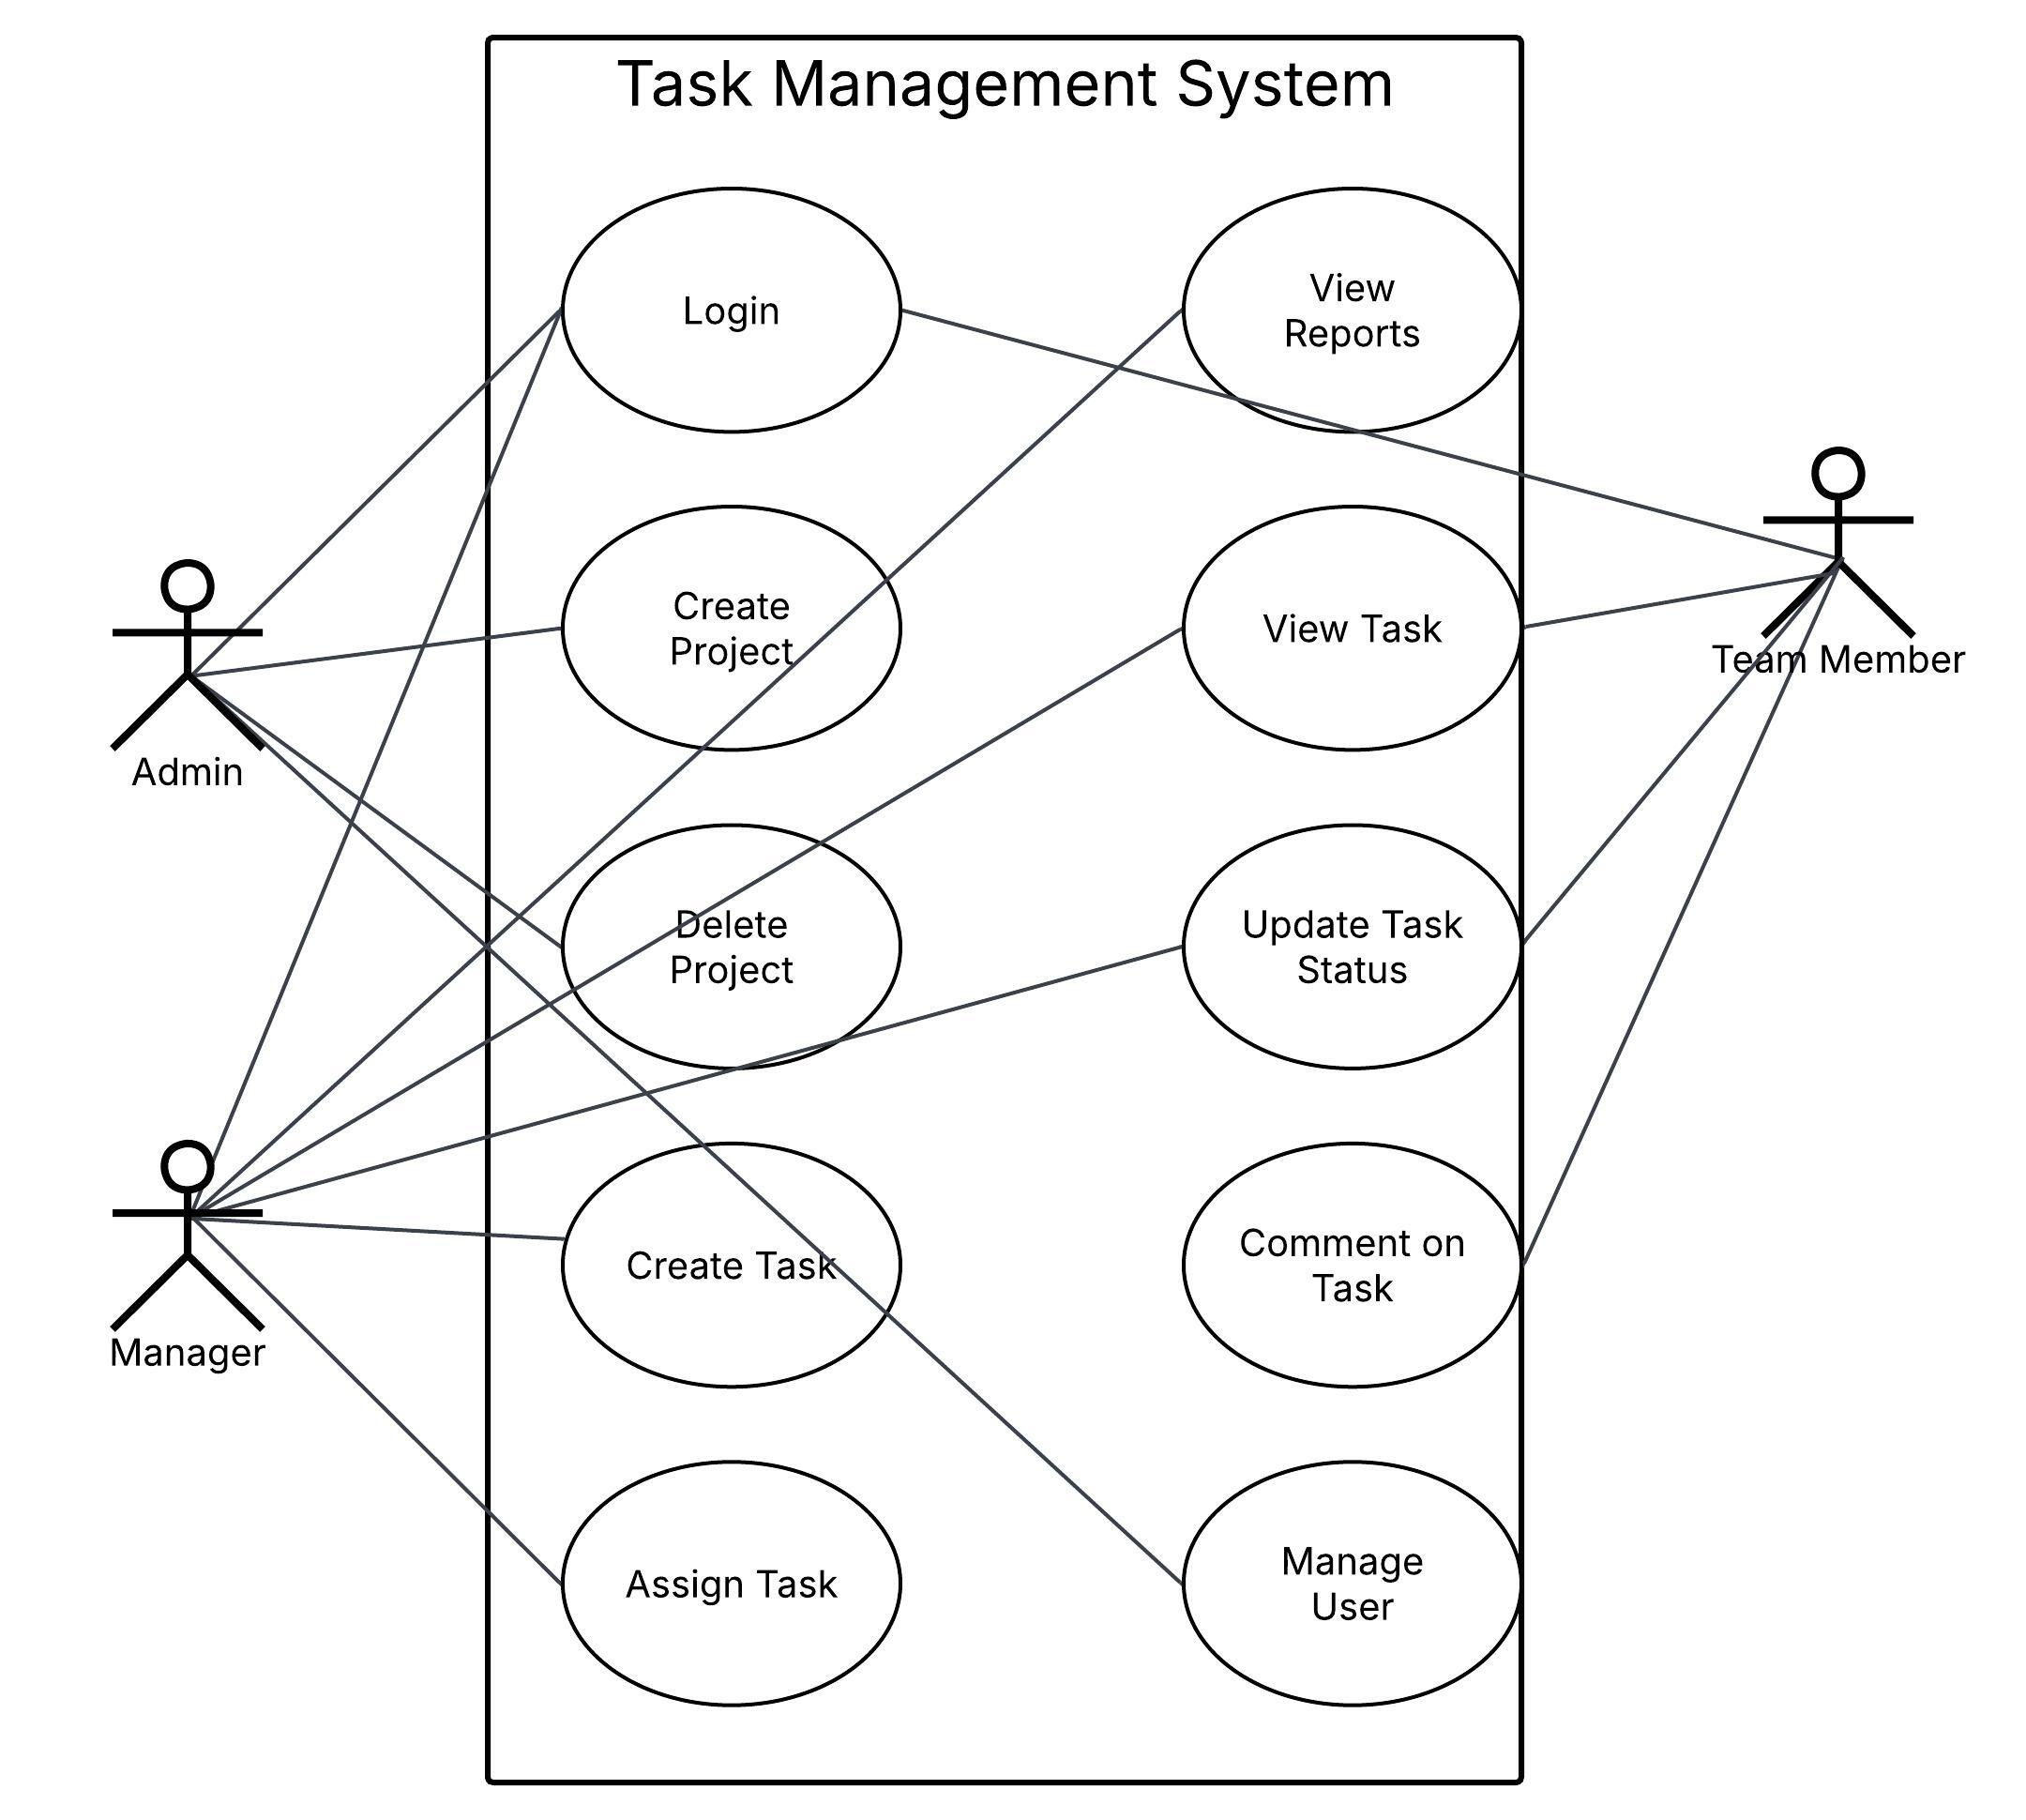 Task Management System
Login
View
Reports
Create
Project
View Task
Team Member
Admin
Delete
Project
Update Task
Status
Create Task
Comment on
Task
Manager
Assign Task
Manage
User